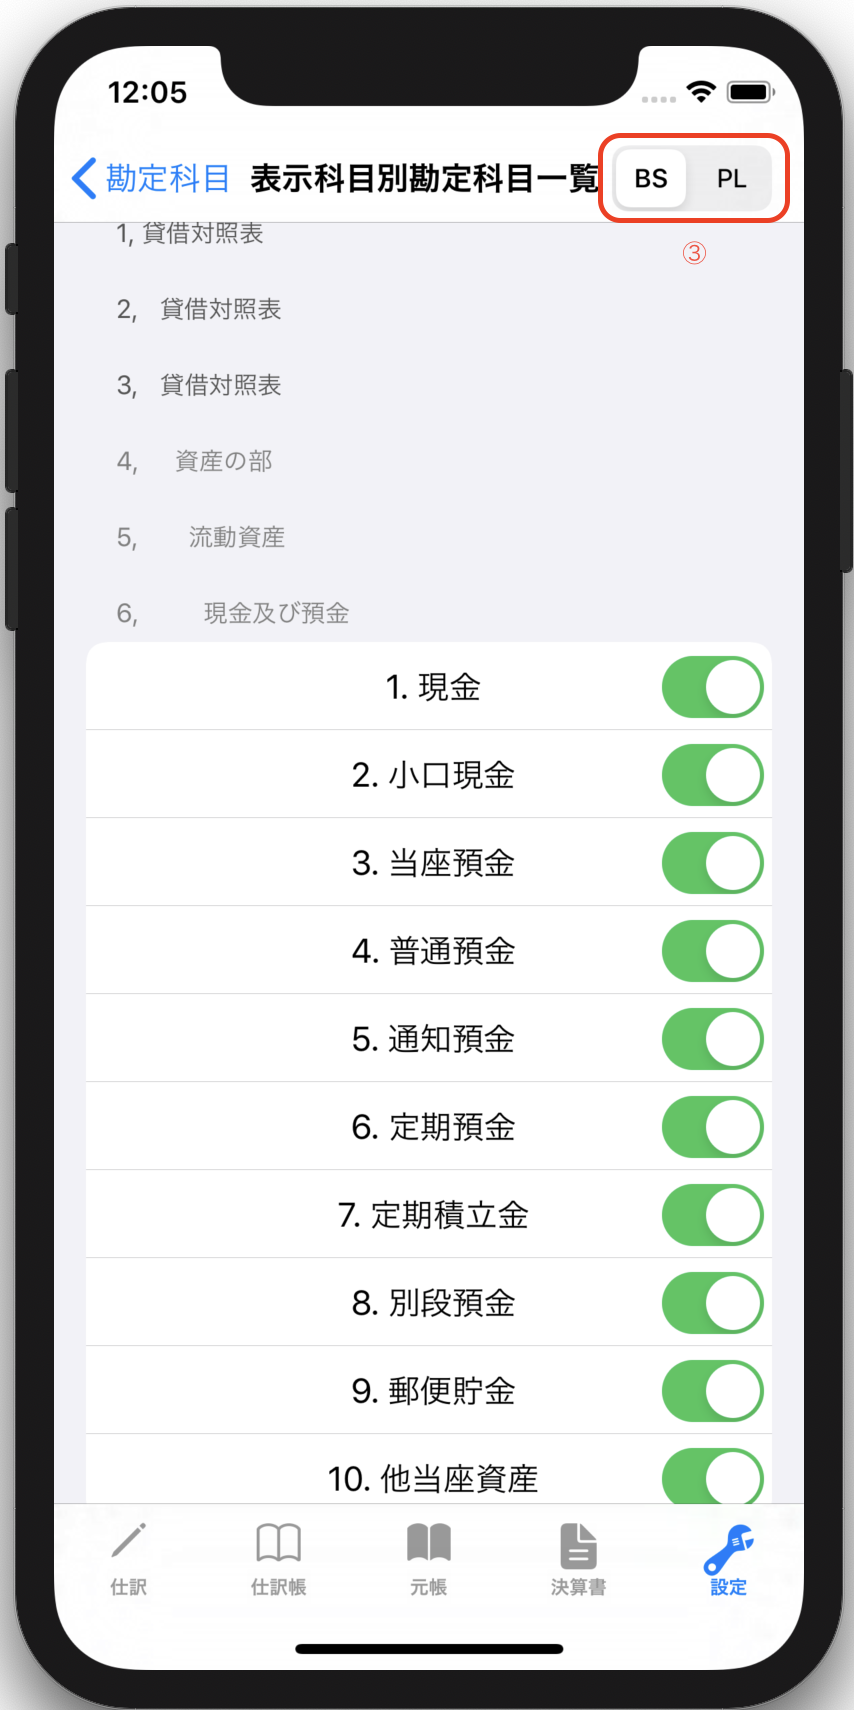 12:05
勘定科目 表示科目別勘定科目一覧 BS PL
③
1, 貸借対照表
2, 貸借対照表
3, 貸借対照表
4, 資産の部
5, 流動資産
6, 現金及び預金
1. 現金
2. 小口現金
3. 当座預金
4. 普通預金
5. 通知預金
6. 定期預金
7. 定期積立金
8. 別段預金
9. 郵便貯金
10. 他当座資産
仕訳 仕訳帳 元帳 決算書 設定